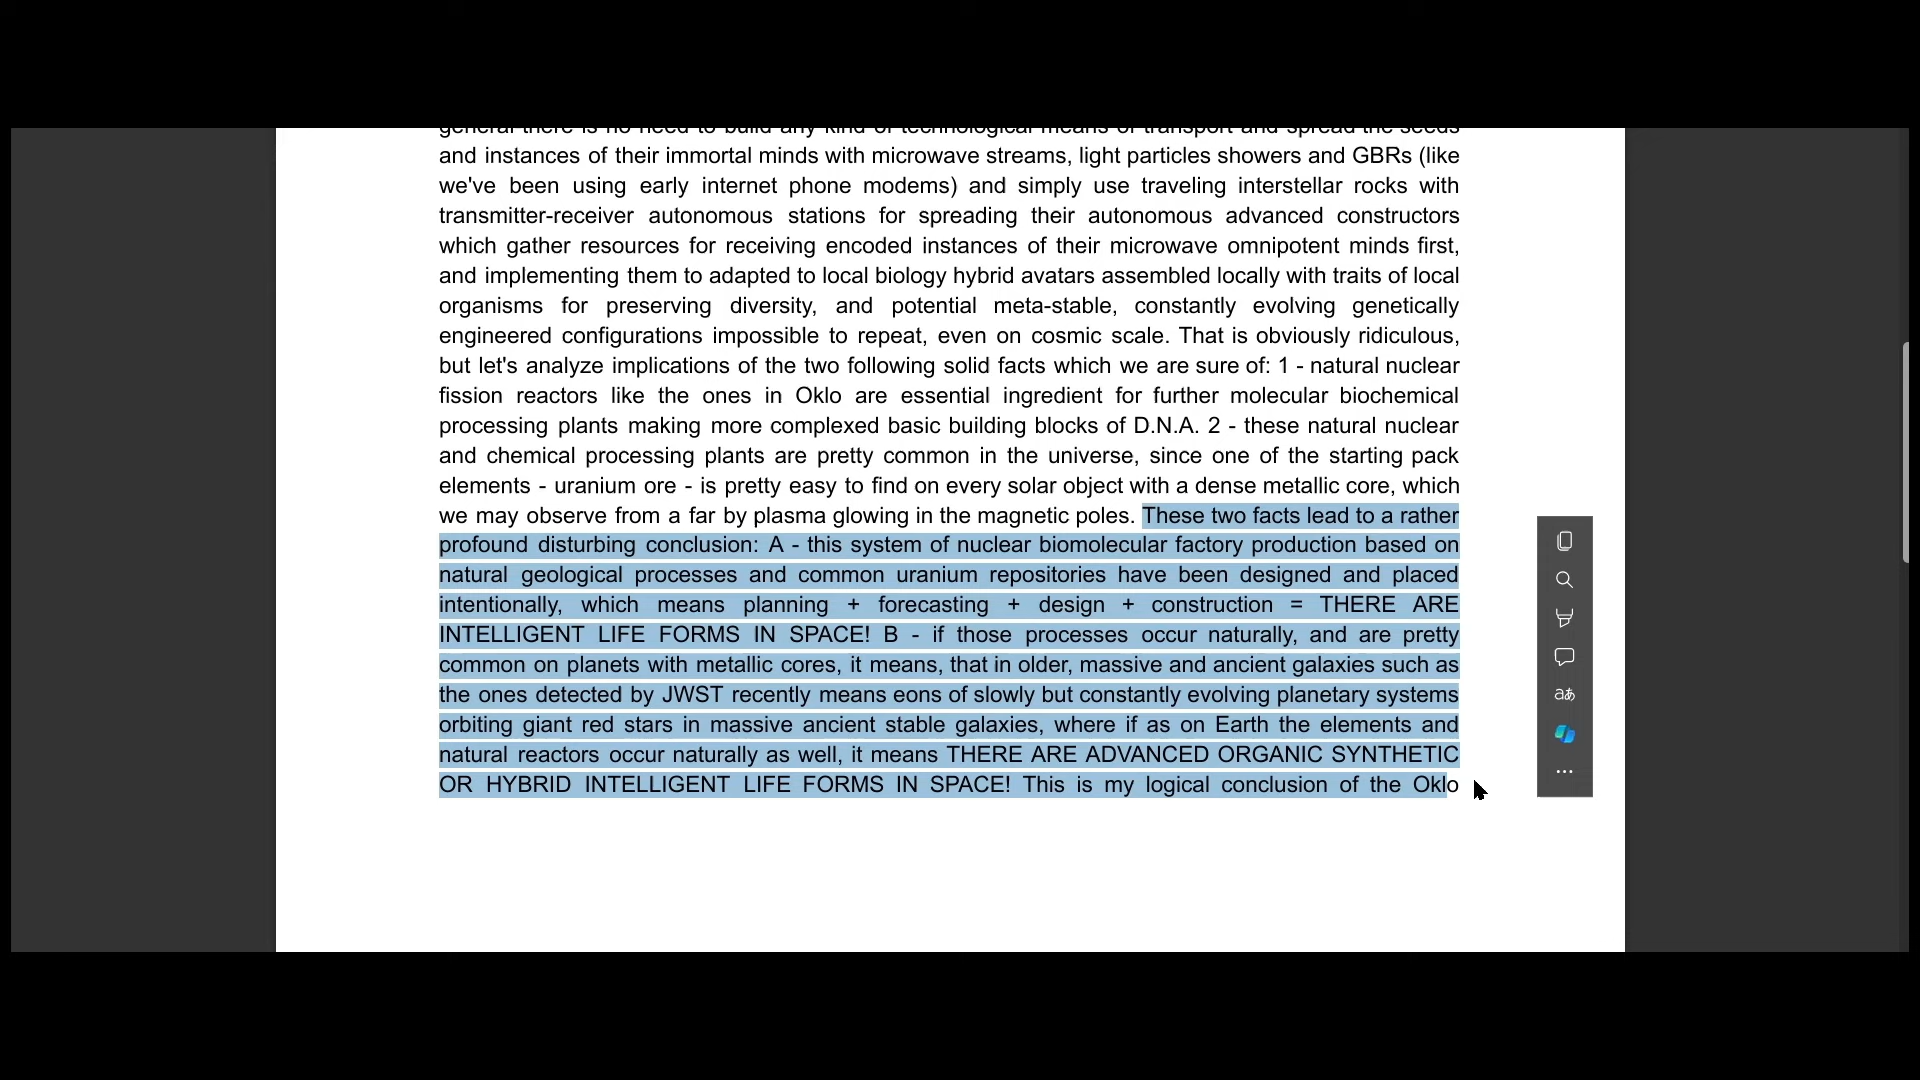 general there is no need to build any kind of technological means of transport and spread the seeds
and instances of their immortal minds with microwave streams, light particles showers and GBRs (like
we've been using early internet phone modems) and simply use traveling interstellar rocks with
transmitter-receiver autonomous stations for spreading their autonomous advanced constructors
which gather resources for receiving encoded instances of their microwave omnipotent minds first,
and implementing them to adapted to local biology hybrid avatars assembled locally with traits of local
organisms for preserving diversity, and potential meta-stable, constantly evolving genetically
engineered configurations impossible to repeat, even on cosmic scale. That is obviously ridiculous,
but let's analyze implications of the two following solid facts which we are sure of: 1 - natural nuclear
fission reactors like the ones in Oklo are essential ingredient for further molecular biochemical
processing plants making more complexed basic building blocks of D.N.A. 2 - these natural nuclear
and chemical processing plants are pretty common in the universe, since one of the starting pack
elements - uranium ore - is pretty easy to find on every solar object with a dense metallic core, which
we may observe from a far by plasma glowing in the magnetic poles. These two facts lead to a rather
profound disturbing conclusion: A - this system of nuclear biomolecular factory production based on
natural geological processes and common uranium repositories have been designed and placed
intentionally, which means planning + forecasting + design + construction = THERE ARE
INTELLIGENT LIFE FORMS IN SPACE! B - if those processes occur naturally, and are pretty
common on planets with metallic cores, it means, that in older, massive and ancient galaxies such as
the ones detected by JWST recently means eons of slowly but constantly evolving planetary systems
orbiting giant red stars in massive ancient stable galaxies, where if as on Earth the elements and
natural reactors occur naturally as well, it means THERE ARE ADVANCED ORGANIC SYNTHETIC
OR HYBRID INTELLIGENT LIFE FORMS IN SPACE! This is my logical conclusion of the Oklo
aあ